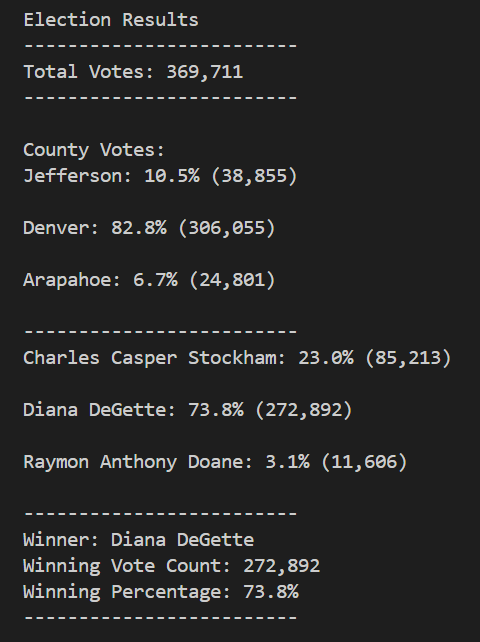 Election Results
-------------------------
Total Votes: 369,711
-------------------------
County Votes:
Jefferson: 10.5% (38,855)
Denver: 82.8% (306,055)
Arapahoe: 6.7% (24,801)
-------------------------
Charles Casper Stockham: 23.0% (85,213)
Diana DeGette: 73.8% (272,892)
Raymon Anthony Doane: 3.1% (11,606)
-------------------------
Winner: Diana DeGette
Winning Vote Count: 272,892
Winning Percentage: 73.8%
-------------------------